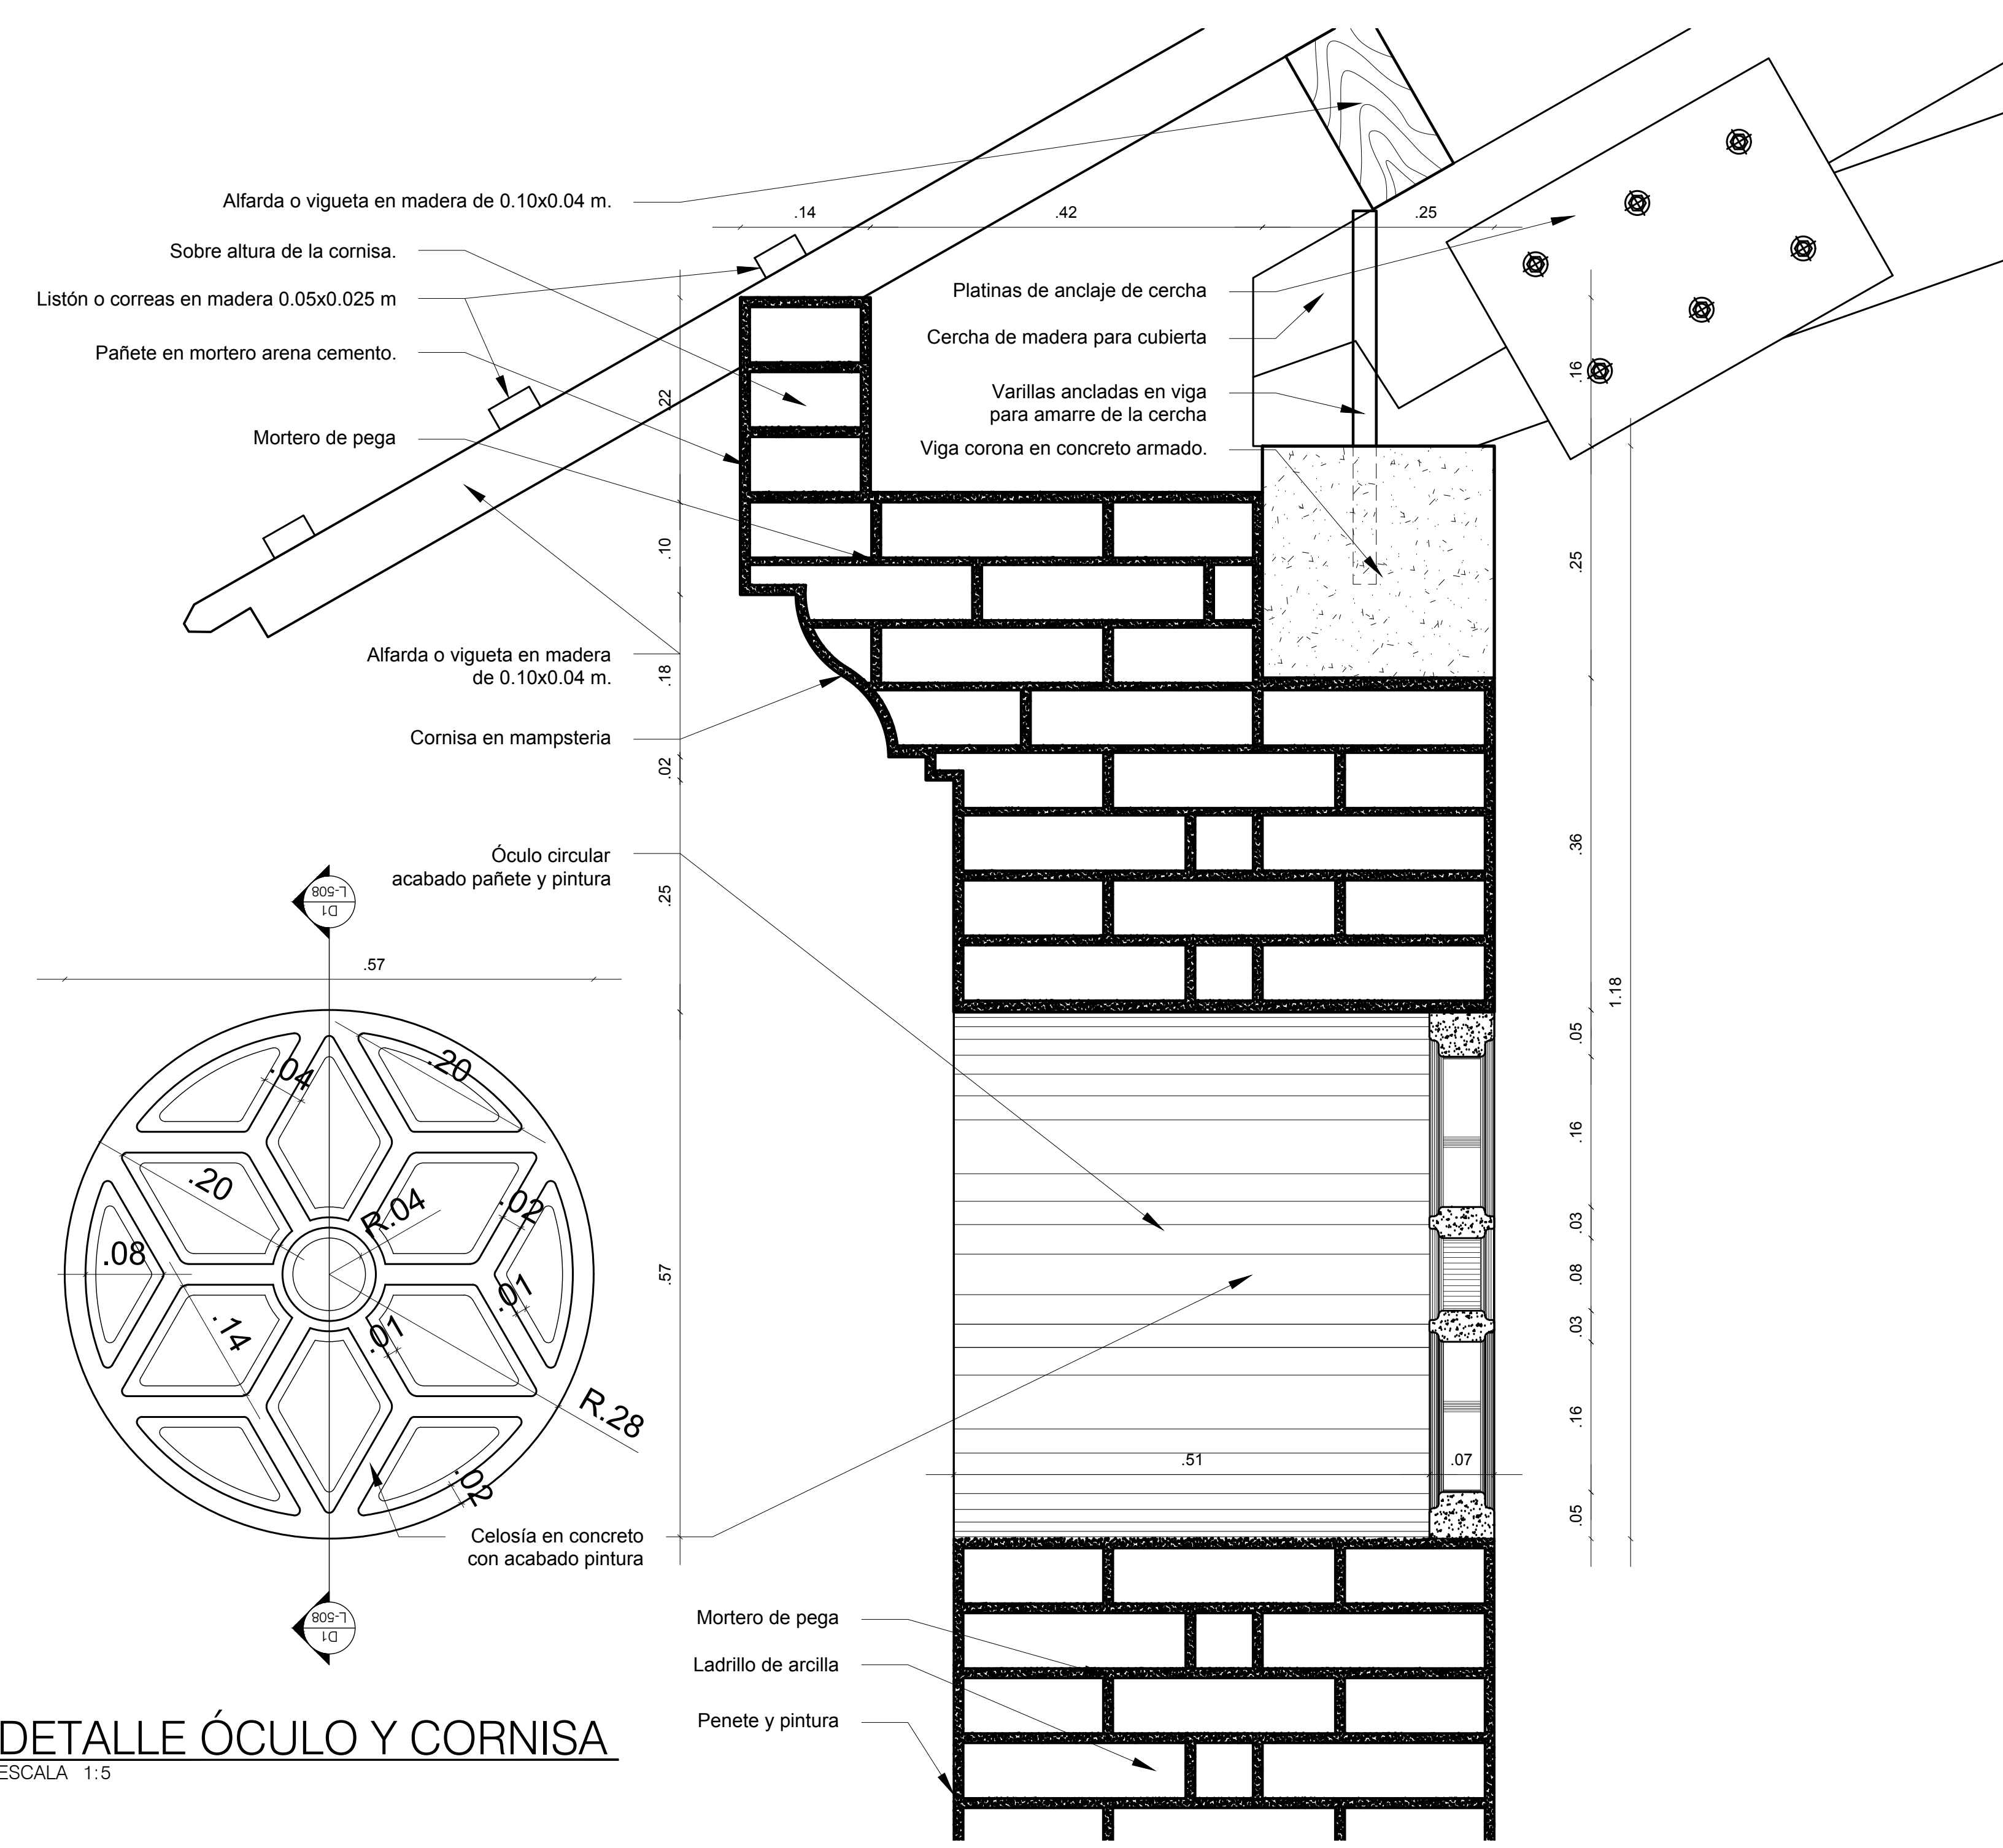 Alfarda o vigueta en madera de 0.10x0.04 m.
Sobre altura de la cornisa.
Listón o correas en madera 0.05x0.025 m
Pañete en mortero arena cemento.
Mortero de pega
Alfarda o vigueta en madera
de 0.10x0.04 m.
Cornisa en mampsteria
Óculo circular
acabado pañete y pintura
.14
.42
.25
Platinas de anclaje de cercha
Cercha de madera para cubierta
Varillas ancladas en viga
para amarre de la cercha
Viga corona en concreto armado.
.22
.10
.18
.02
.25
.57
.16
.25
.36
.05
.16
.03
.08
.03
.16
.05
1.18
.51
.07
L-508
D1
.57
.04
.20
.20
R.04
.02
.08
.01
.14
.01
R.28
.02
L-508
D1
Celosía en concreto
con acabado pintura
Mortero de pega
Ladrillo de arcilla
Penete y pintura
DETALLE ÓCULO Y CORNISA
ESCALA 1:5